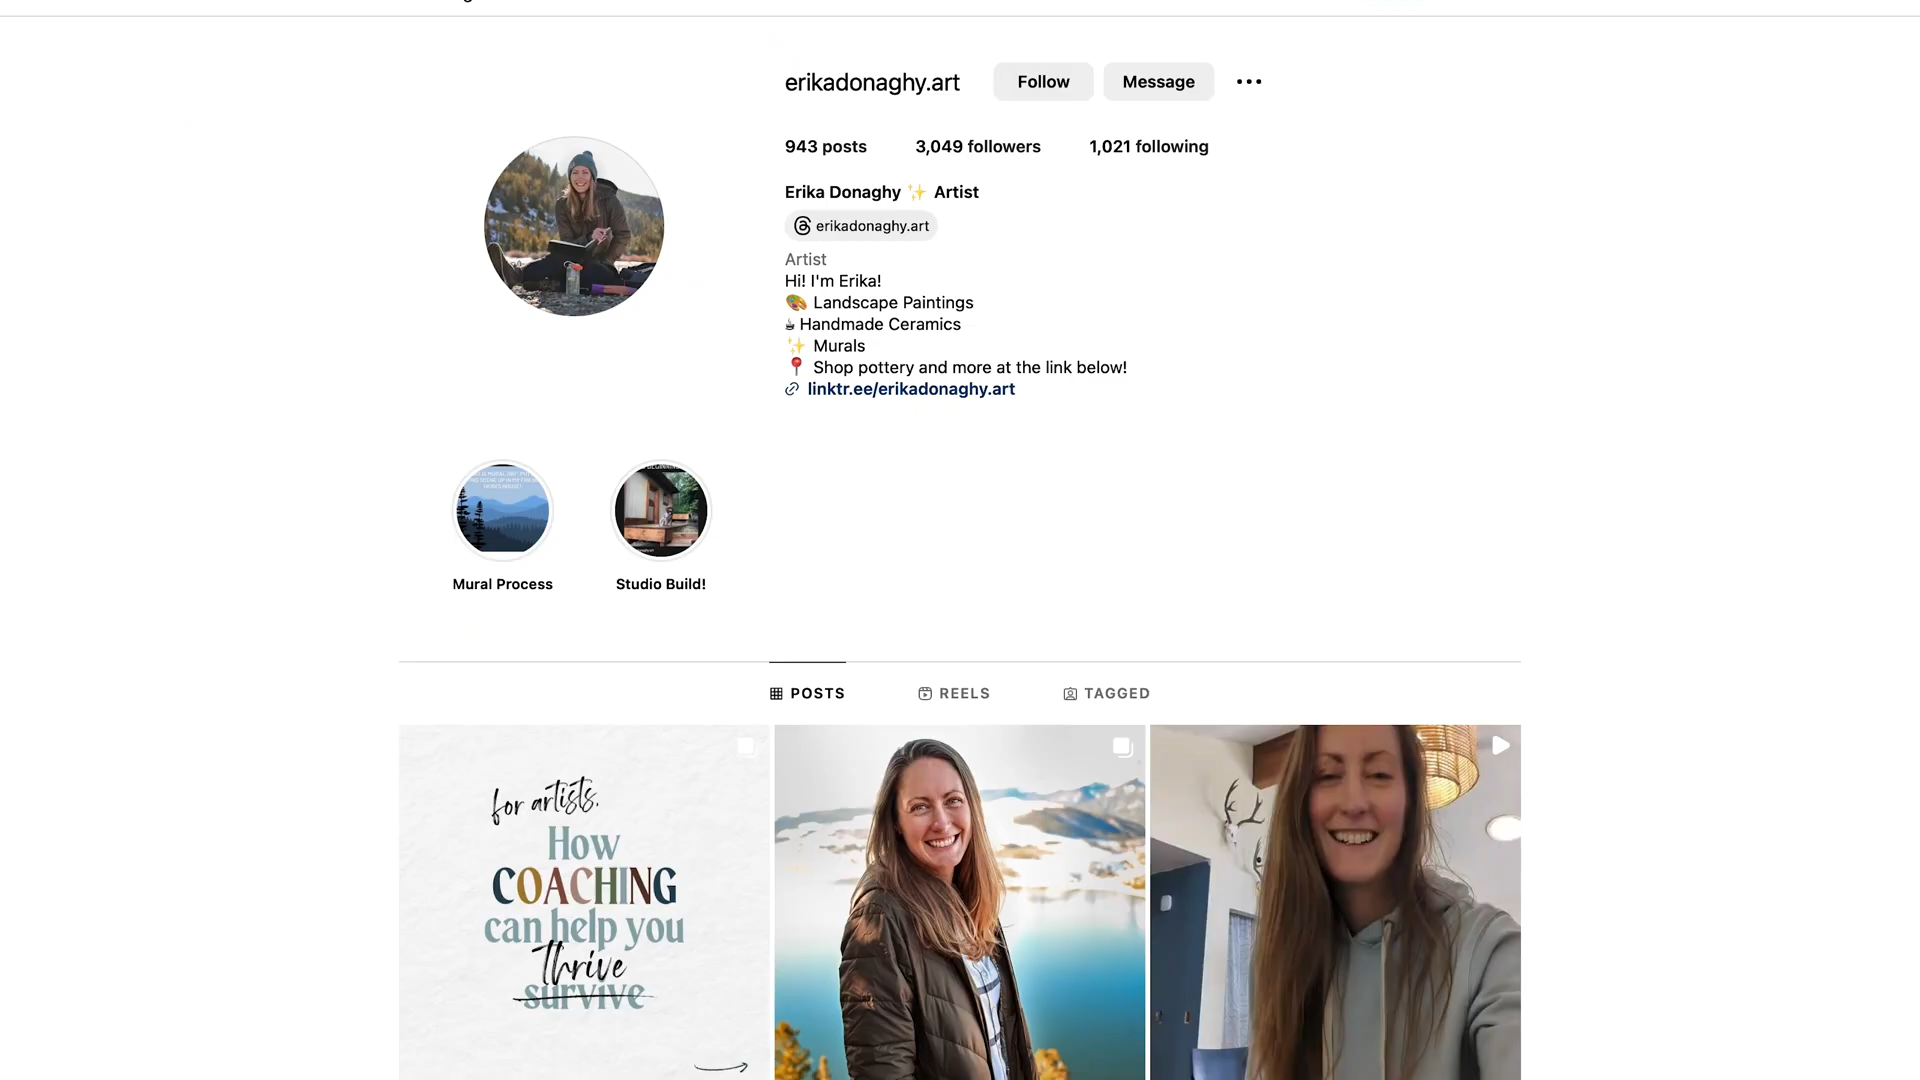 erikadonaghy.art Follow Message
943 posts 3,049 followers 1,021 following
Erika Donaghy ✨ Artist
erikadonaghy.art
Artist
Hi! I'm Erika!
🎨 Landscape Paintings
☕ Handmade Ceramics
✨ Murals
📍 Shop pottery and more at the link below!
linktr.ee/erikadonaghy.art
Mural Process Studio Build!
POSTS REELS TAGGED
for artists.
How
COACHING
can help you
Thrive
survive